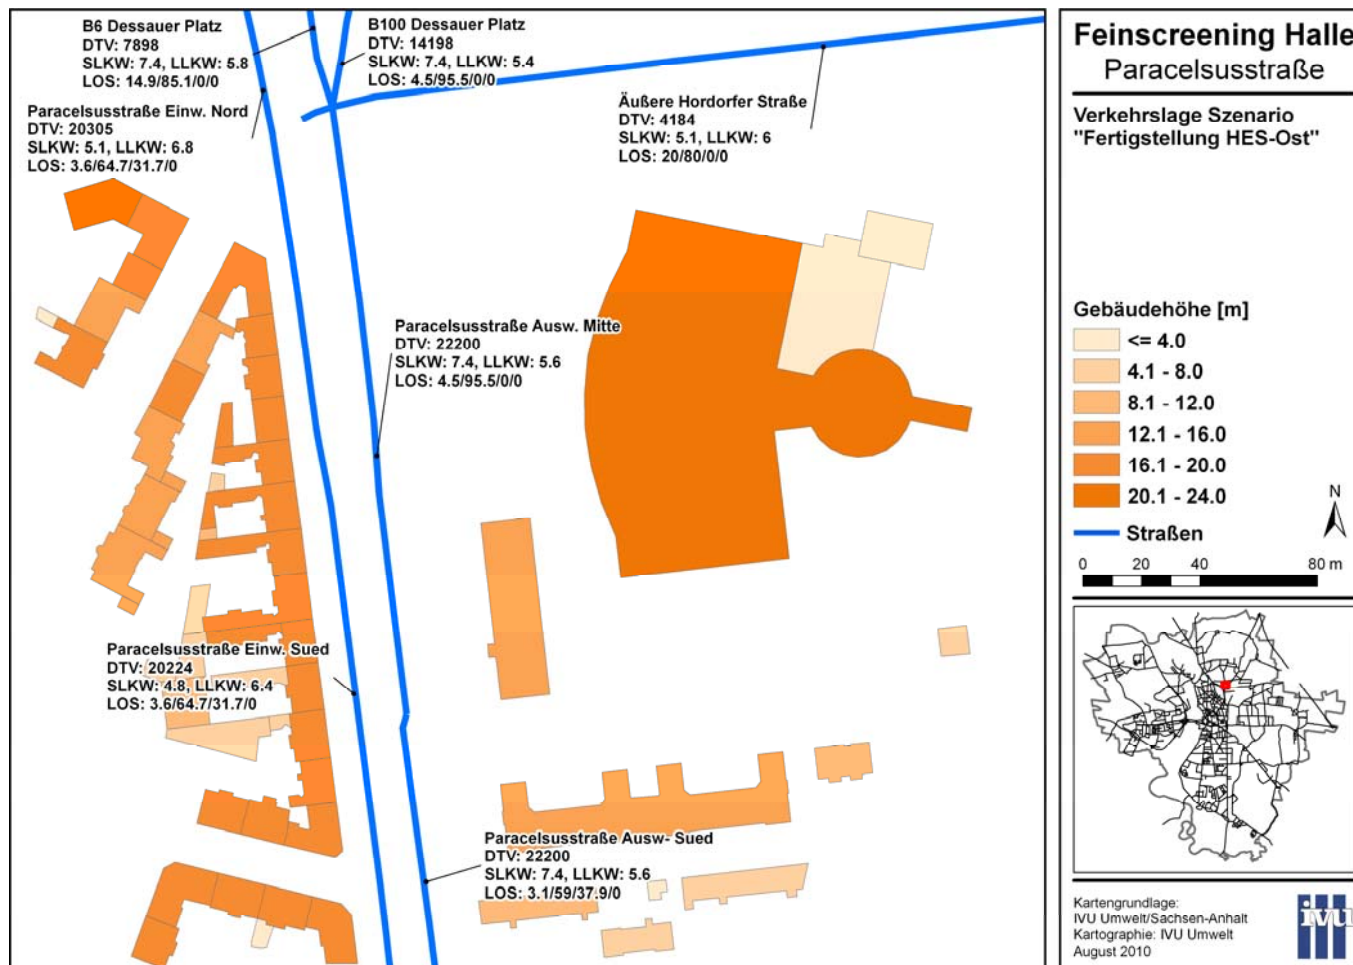 B6 Dessauer Platz
DTV: 7898
SLKW: 7.4, LLKW: 5.8
LOS: 14.9/85.1/0/0
B100 Dessauer Platz
DTV: 14198
SLKW: 7.4, LLKW: 5.4
LOS: 4.5/95.5/0/0
Paracelsusstraße Einw. Nord
DTV: 20305
SLKW: 5.1, LLKW: 6.8
LOS: 3.6/64.7/31.7/0
Äußere Hordorfer Straße
DTV: 4184
SLKW: 5.1, LLKW: 6
LOS: 20/80/0/0
Paracelsusstraße Ausw. Mitte
DTV: 22200
SLKW: 7.4, LLKW: 5.6
LOS: 4.5/95.5/0/0
Paracelsusstraße Einw. Sued
DTV: 20224
SLKW: 4.8, LLKW: 6.4
LOS: 3.6/64.7/31.7/0
Paracelsusstraße Ausw- Sued
DTV: 22200
SLKW: 7.4, LLKW: 5.6
LOS: 3.1/59/37.9/0
Feinscreening Halle
Paracelsusstraße
Verkehrslage Szenario
"Fertigstellung HES-Ost"
Gebäudehöhe [m]
<= 4.0
4.1 - 8.0
8.1 - 12.0
12.1 - 16.0
16.1 - 20.0
20.1 - 24.0
Straßen
N
0 20 40 80 m
Kartengrundlage:
IVU Umwelt/Sachsen-Anhalt
Kartographie: IVU Umwelt
August 2010
ivu